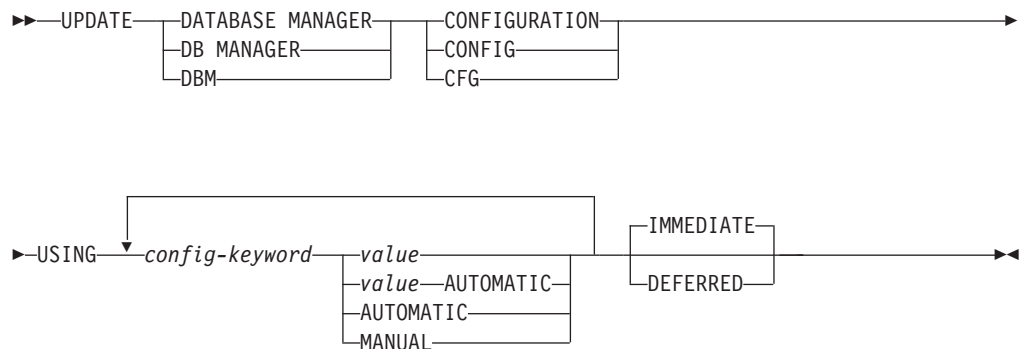 UPDATE DATABASE MANAGER CONFIGURATION
DB MANAGER CONFIG
DBM CFG
IMMEDIATE
USING config-keyword value
value AUTOMATIC DEFERRED
AUTOMATIC
MANUAL